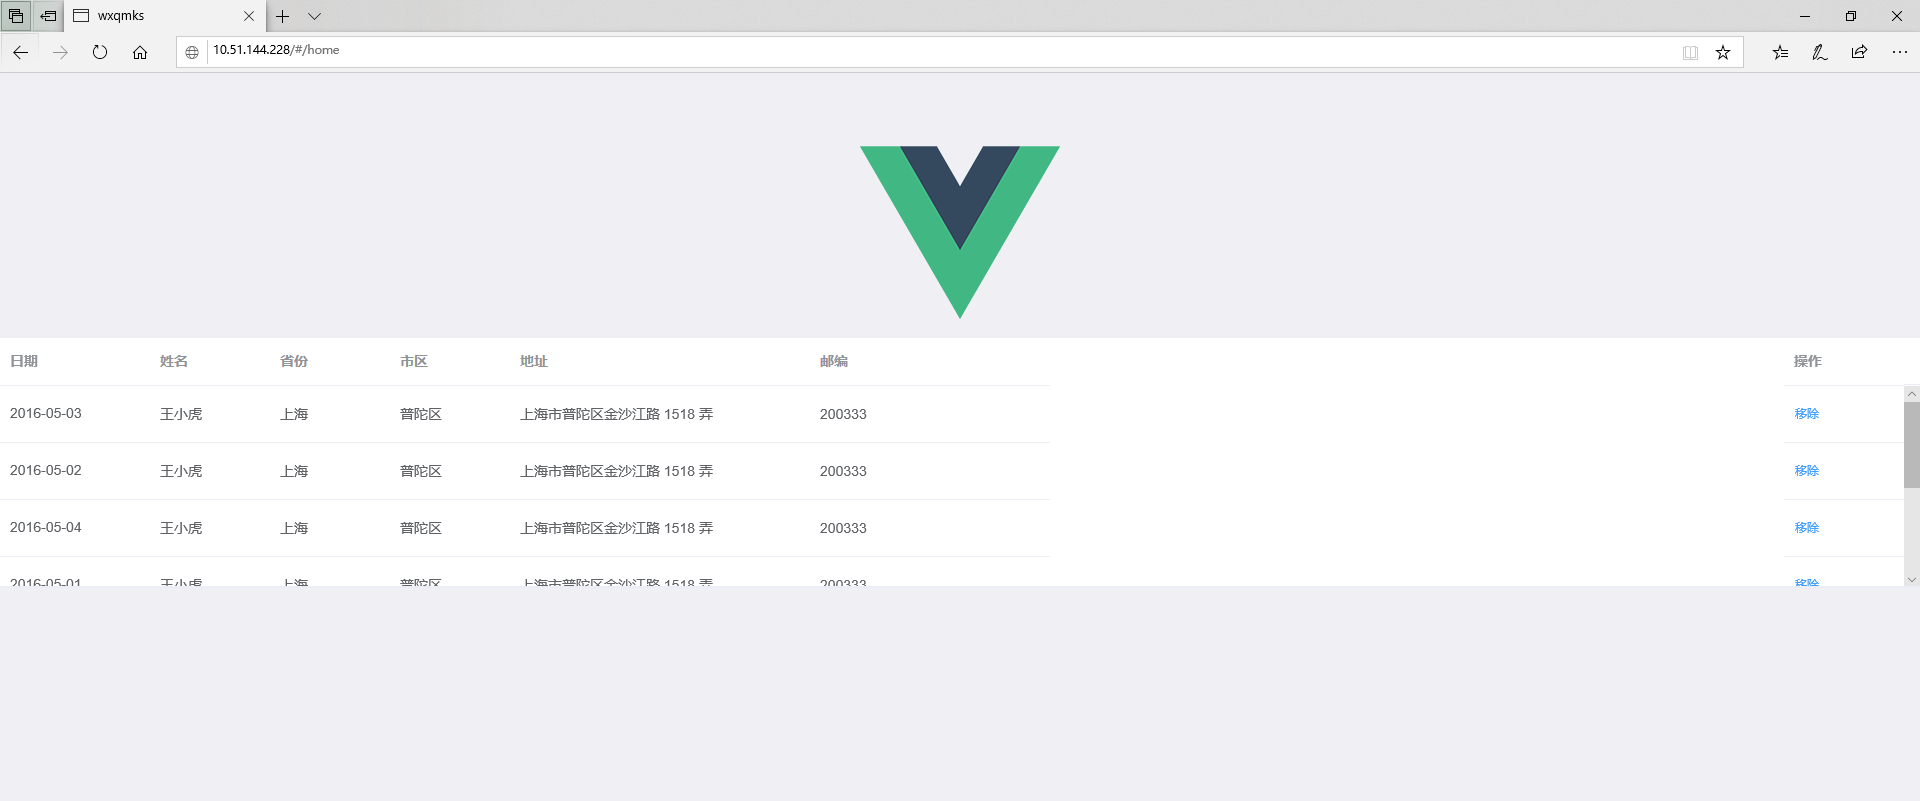 wxqmks
10.51.144.228/#/home
日期 姓名 省份 市区 地址 邮编 操作
2016-05-03 王小虎 上海 普陀区 上海市普陀区金沙江路 1518 弄 200333 移除
2016-05-02 王小虎 上海 普陀区 上海市普陀区金沙江路 1518 弄 200333 移除
2016-05-04 王小虎 上海 普陀区 上海市普陀区金沙江路 1518 弄 200333 移除
2016-05-01 王小虎 上海 普陀区 上海市普陀区金沙江路 1518 弄 200333 移除